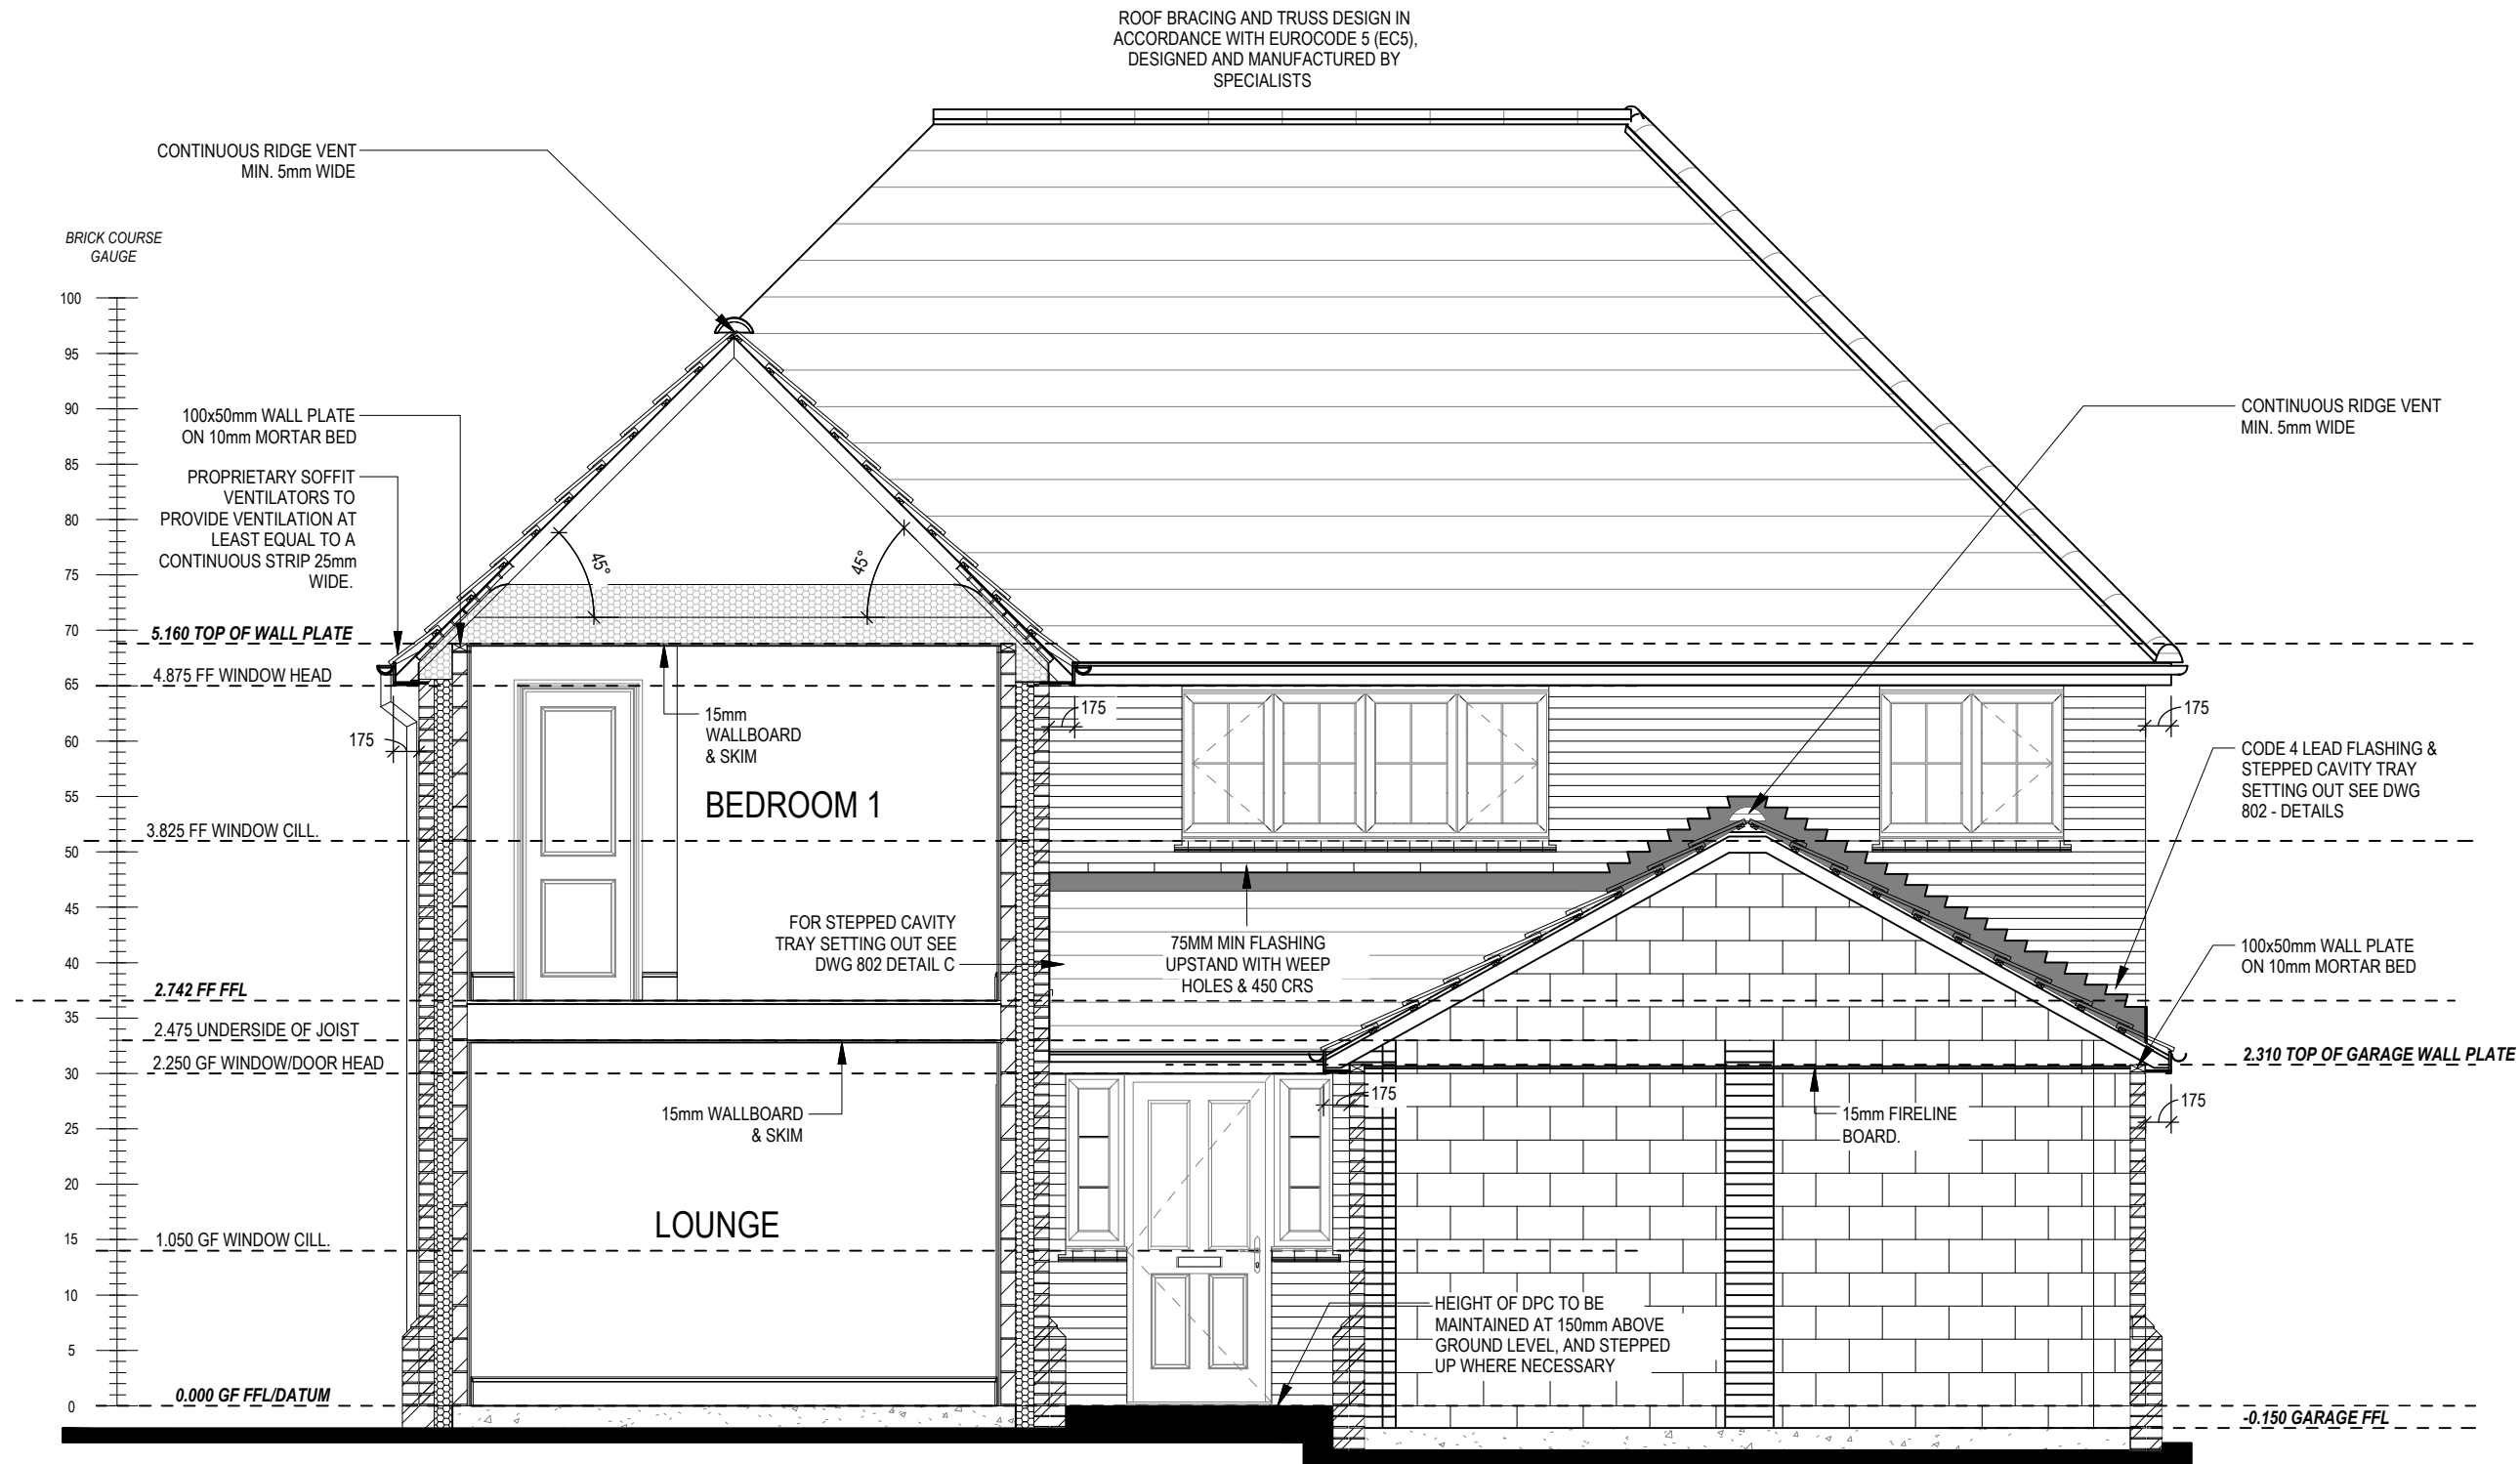 ROOF BRACING AND TRUSS DESIGN IN
ACCORDANCE WITH EUROCODE 5 (EC5),
DESIGNED AND MANUFACTURED BY
SPECIALISTS
CONTINUOUS RIDGE VENT
MIN. 5mm WIDE
BRICK COURSE
GAUGE
100
95
90
85
80
75
70
65
60
55
50
45
40
35
30
25
20
15
10
5
0
100x50mm WALL PLATE
ON 10mm MORTAR BED
PROPRIETARY SOFFIT
VENTILATORS TO
PROVIDE VENTILATION AT
LEAST EQUAL TO A
CONTINUOUS STRIP 25mm
WIDE.
45°
45°
5.160 TOP OF WALL PLATE
4.875 FF WINDOW HEAD
175
15mm
WALLBOARD
& SKIM
BEDROOM 1
3.825 FF WINDOW CILL.
FOR STEPPED CAVITY
TRAY SETTING OUT SEE
DWG 802 DETAIL C
2.742 FF FFL
2.475 UNDERSIDE OF JOIST
2.250 GF WINDOW/DOOR HEAD
15mm WALLBOARD
& SKIM
LOUNGE
1.050 GF WINDOW CILL.
0.000 GF FFL/DATUM
175
75MM MIN FLASHING
UPSTAND WITH WEEP
HOLES & 450 CRS
175
15mm FIRELINE
BOARD.
HEIGHT OF DPC TO BE
MAINTAINED AT 150mm ABOVE
GROUND LEVEL, AND STEPPED
UP WHERE NECESSARY
CONTINUOUS RIDGE VENT
MIN. 5mm WIDE
175
CODE 4 LEAD FLASHING &
STEPPED CAVITY TRAY
SETTING OUT SEE DWG
802 - DETAILS
100x50mm WALL PLATE
ON 10mm MORTAR BED
2.310 TOP OF GARAGE WALL PLATE
175
-0.150 GARAGE FFL